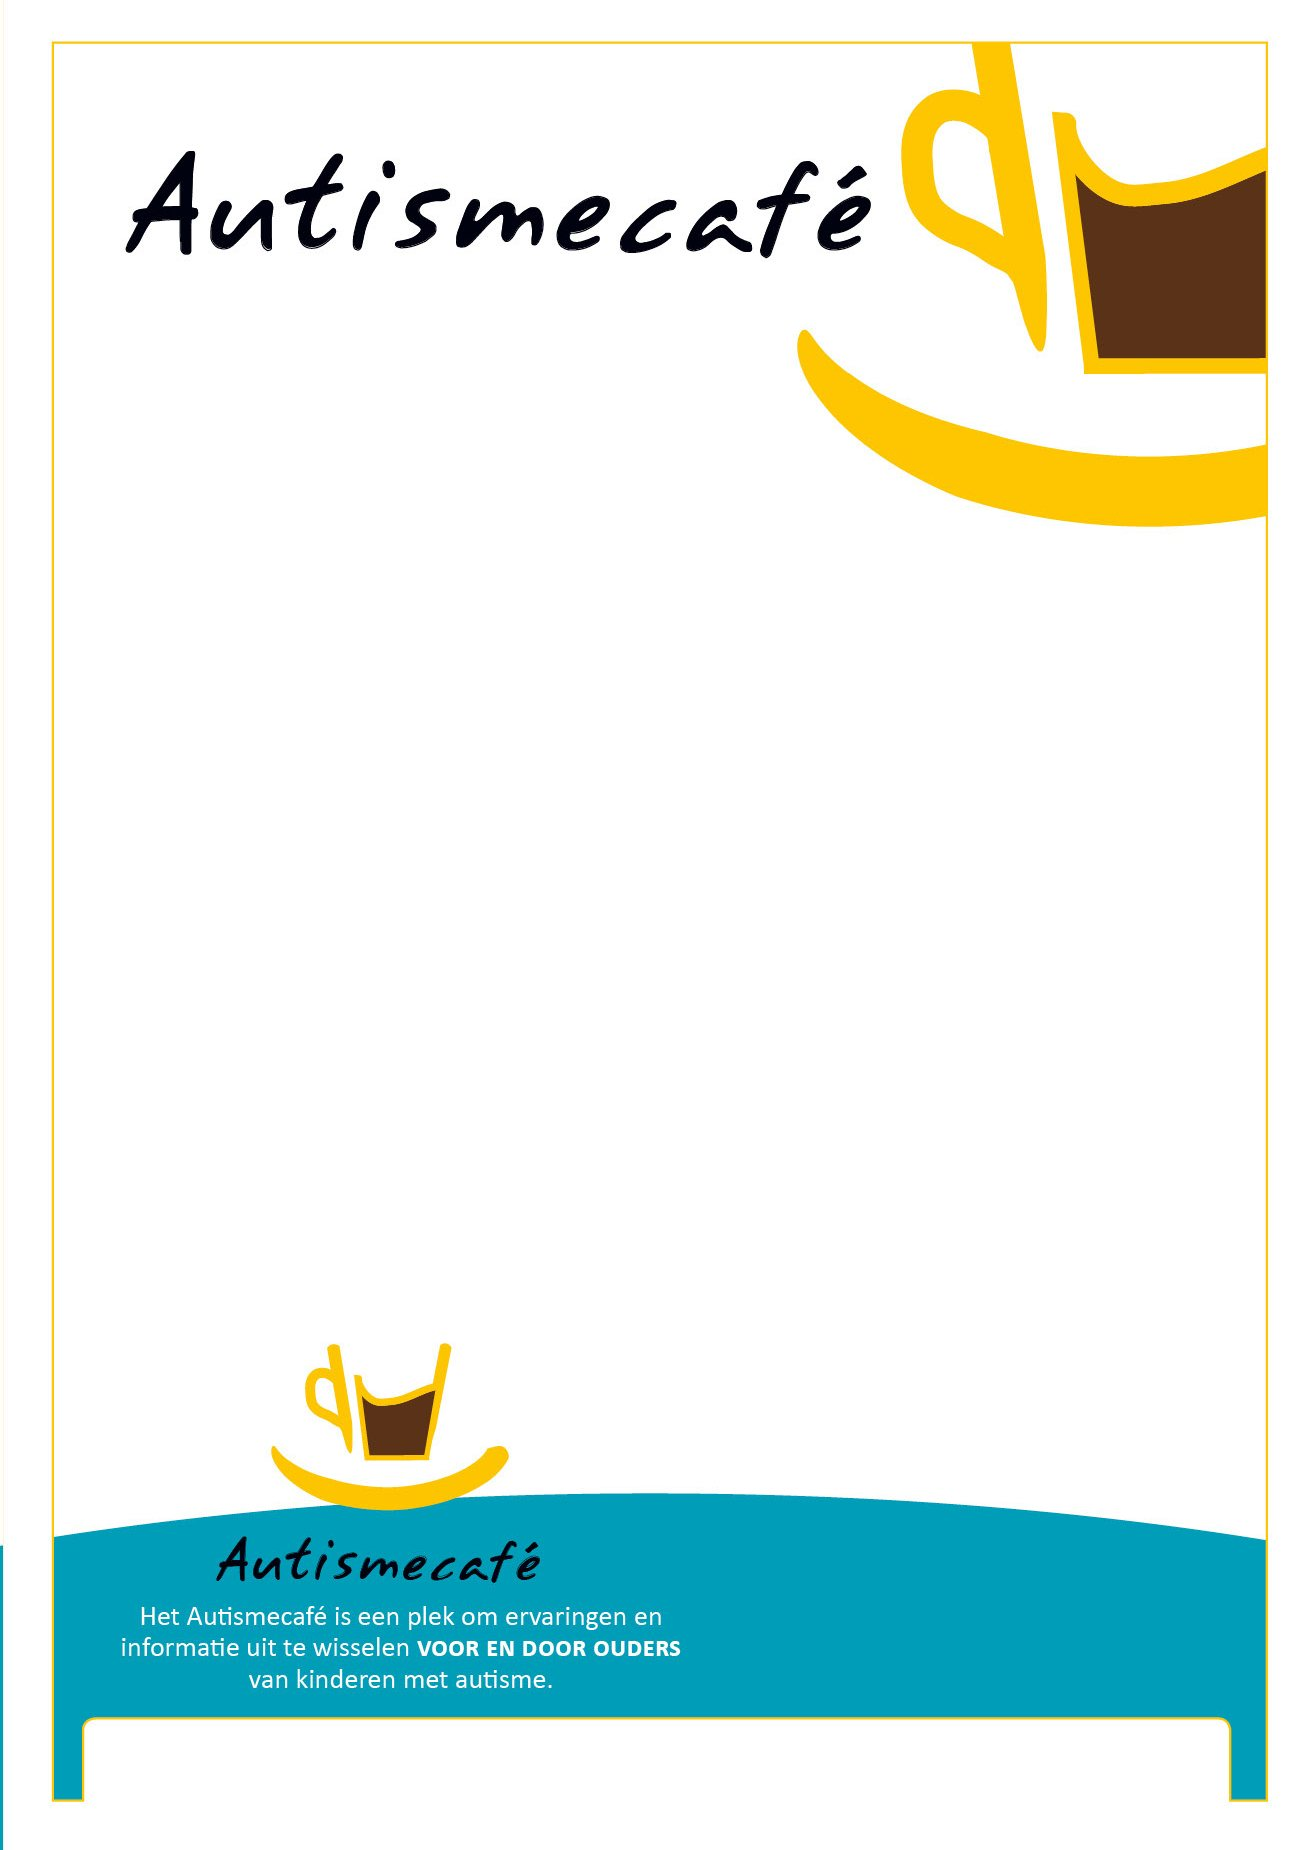 Autismecafé
Autismecafé
Het Autismecafé is een plek om ervaringen en
informatie uit te wisselen VOOR EN DOOR OUDERS
van kinderen met autisme.